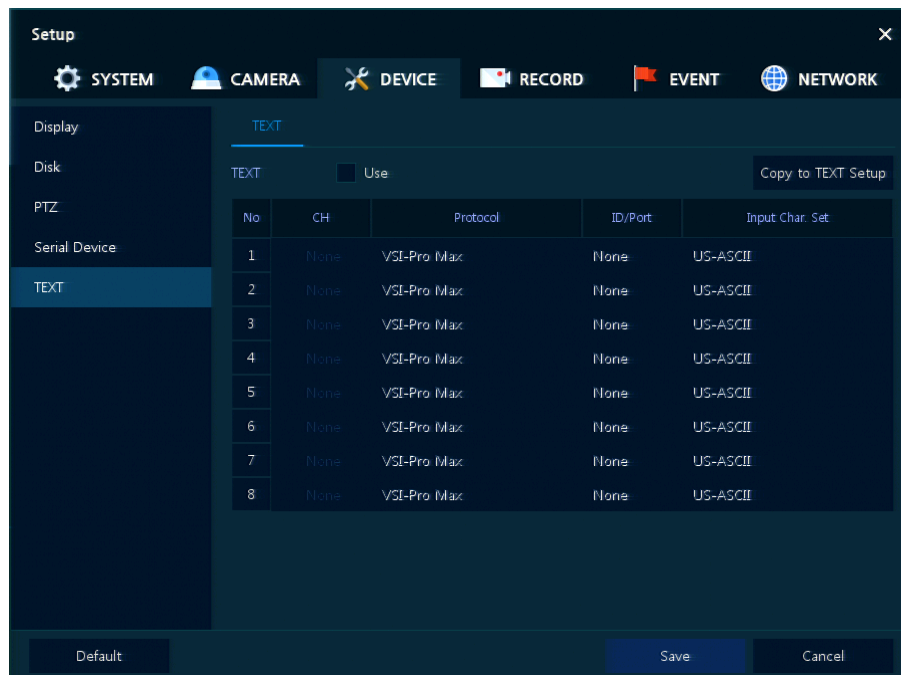 Setup
SYSTEM CAMERA DEVICE RECORD EVENT NETWORK
Display
Disk
PTZ
Serial Device
TEXT
TEXT
TEXT Use Copy to TEXT Setup
No CH Protocol ID/Port Input Char. Set
1 None VSI-Pro Max None US-ASCII
2 None VSI-Pro Max None US-ASCII
3 None VSI-Pro Max None US-ASCII
4 None VSI-Pro Max None US-ASCII
5 None VSI-Pro Max None US-ASCII
6 None VSI-Pro Max None US-ASCII
7 None VSI-Pro Max None US-ASCII
8 None VSI-Pro Max None US-ASCII
Default Save Cancel